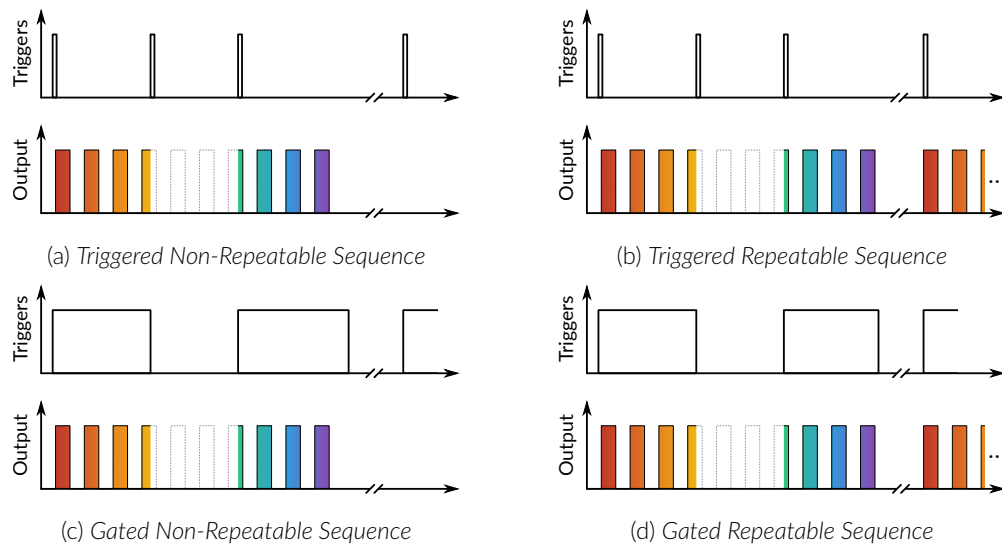 Triggers
Output
(a) Triggered Non-Repeatable Sequence
Triggers
Output
..
(b) Triggered Repeatable Sequence
Triggers
Output
(c) Gated Non-Repeatable Sequence
Triggers
Output
..
(d) Gated Repeatable Sequence